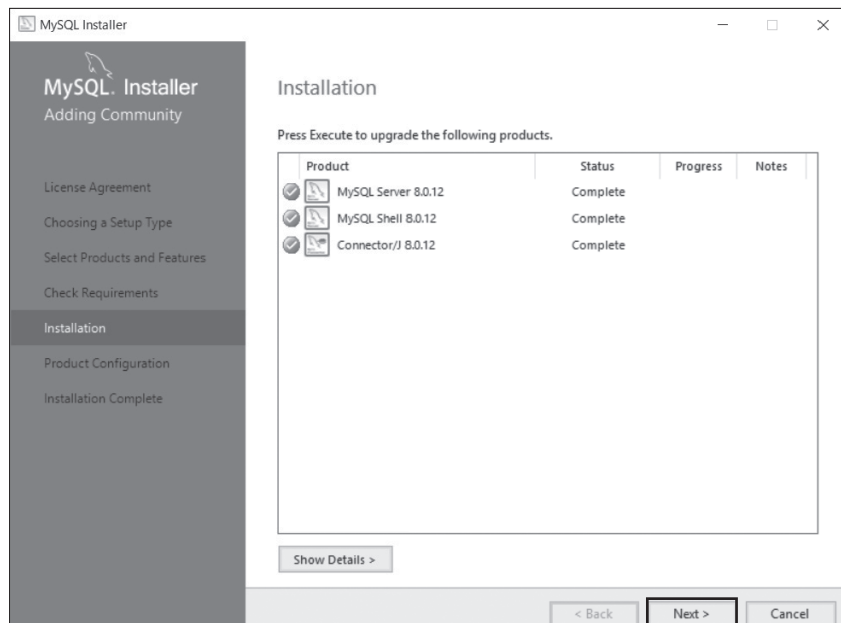 MySQL Installer
MySQL. Installer
Adding Community
License Agreement
Choosing a Setup Type
Select Products and Features
Check Requirements
Installation
Product Configuration
Installation Complete
Installation
Press Execute to upgrade the following products.
Product Status Progress Notes
MySQL Server 8.0.12 Complete
MySQL Shell 8.0.12 Complete
Connector/J 8.0.12 Complete
Show Details >
< Back Next > Cancel